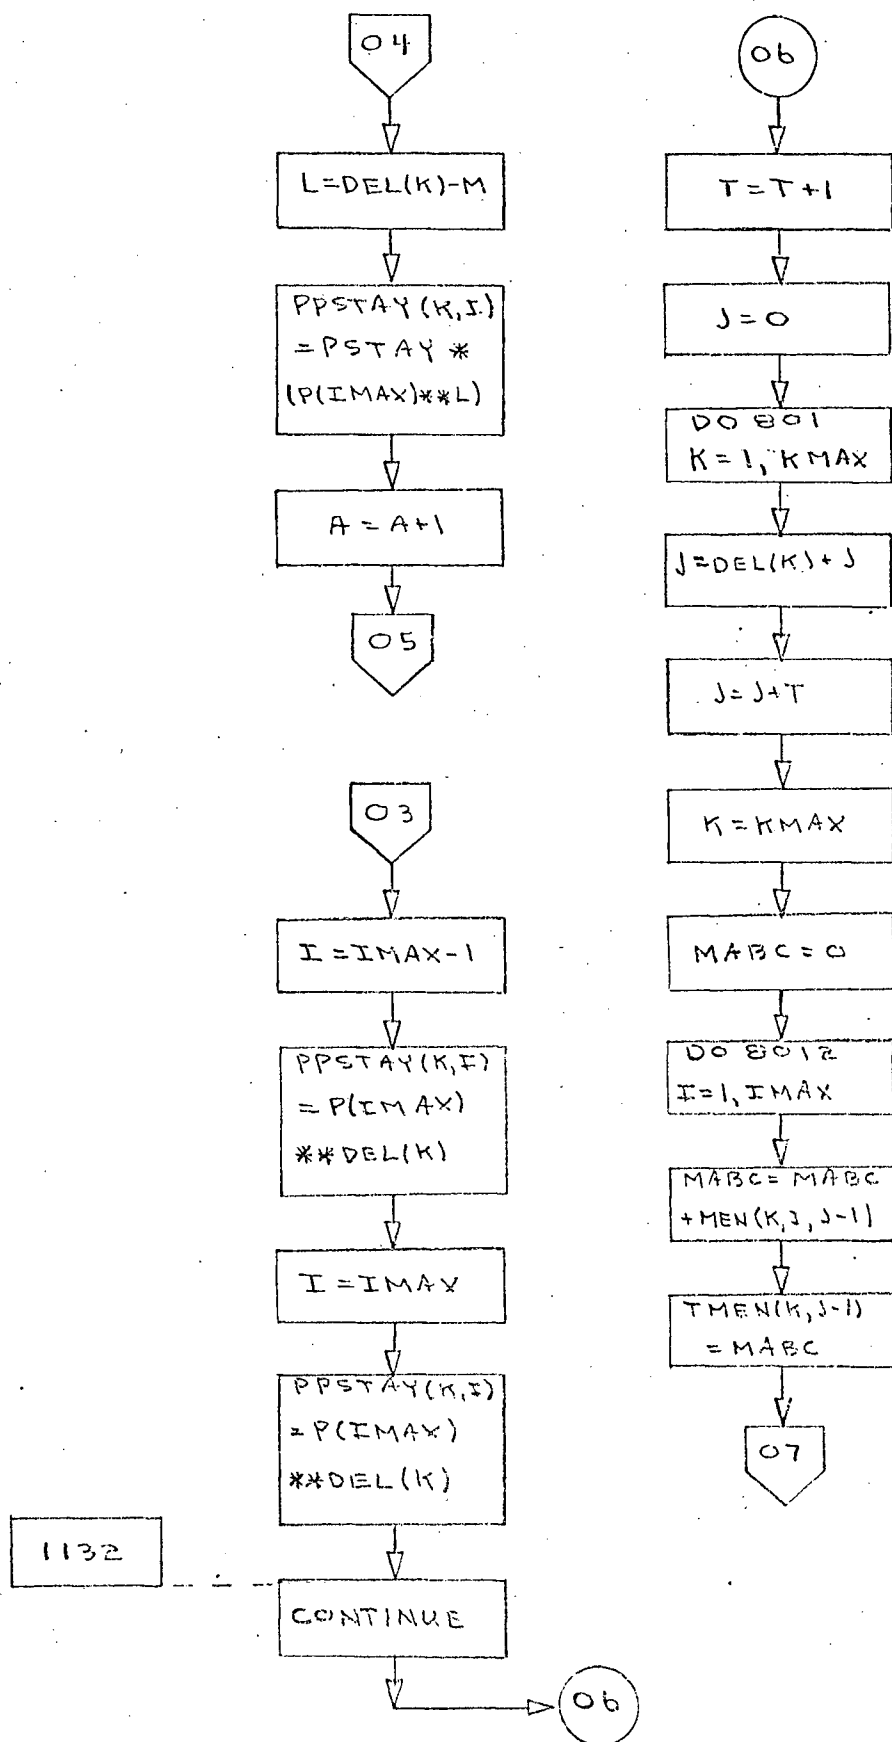 04
L=DEL(K)-M
PPSTAY(K,I)
=PSTAY *
(P(IMAX)**L)
A=A+1
05
03
I=IMAX-1
PPSTAY(K,I)
=P(IMAX)
**DEL(K)
I=IMAX
PPSTAY(K,I)
=P(IMAX)
**DEL(K)
1132
CONTINUE
06
06
T=T+1
J=0
DO 801
K=1,KMAX
J=DEL(K)+J
J=J+T
K=KMAX
MABC=0
DO 8012
I=1,IMAX
MABC=MABC
+MEN(K,I,J-1)
TMEN(K,J-1)
=MABC
07